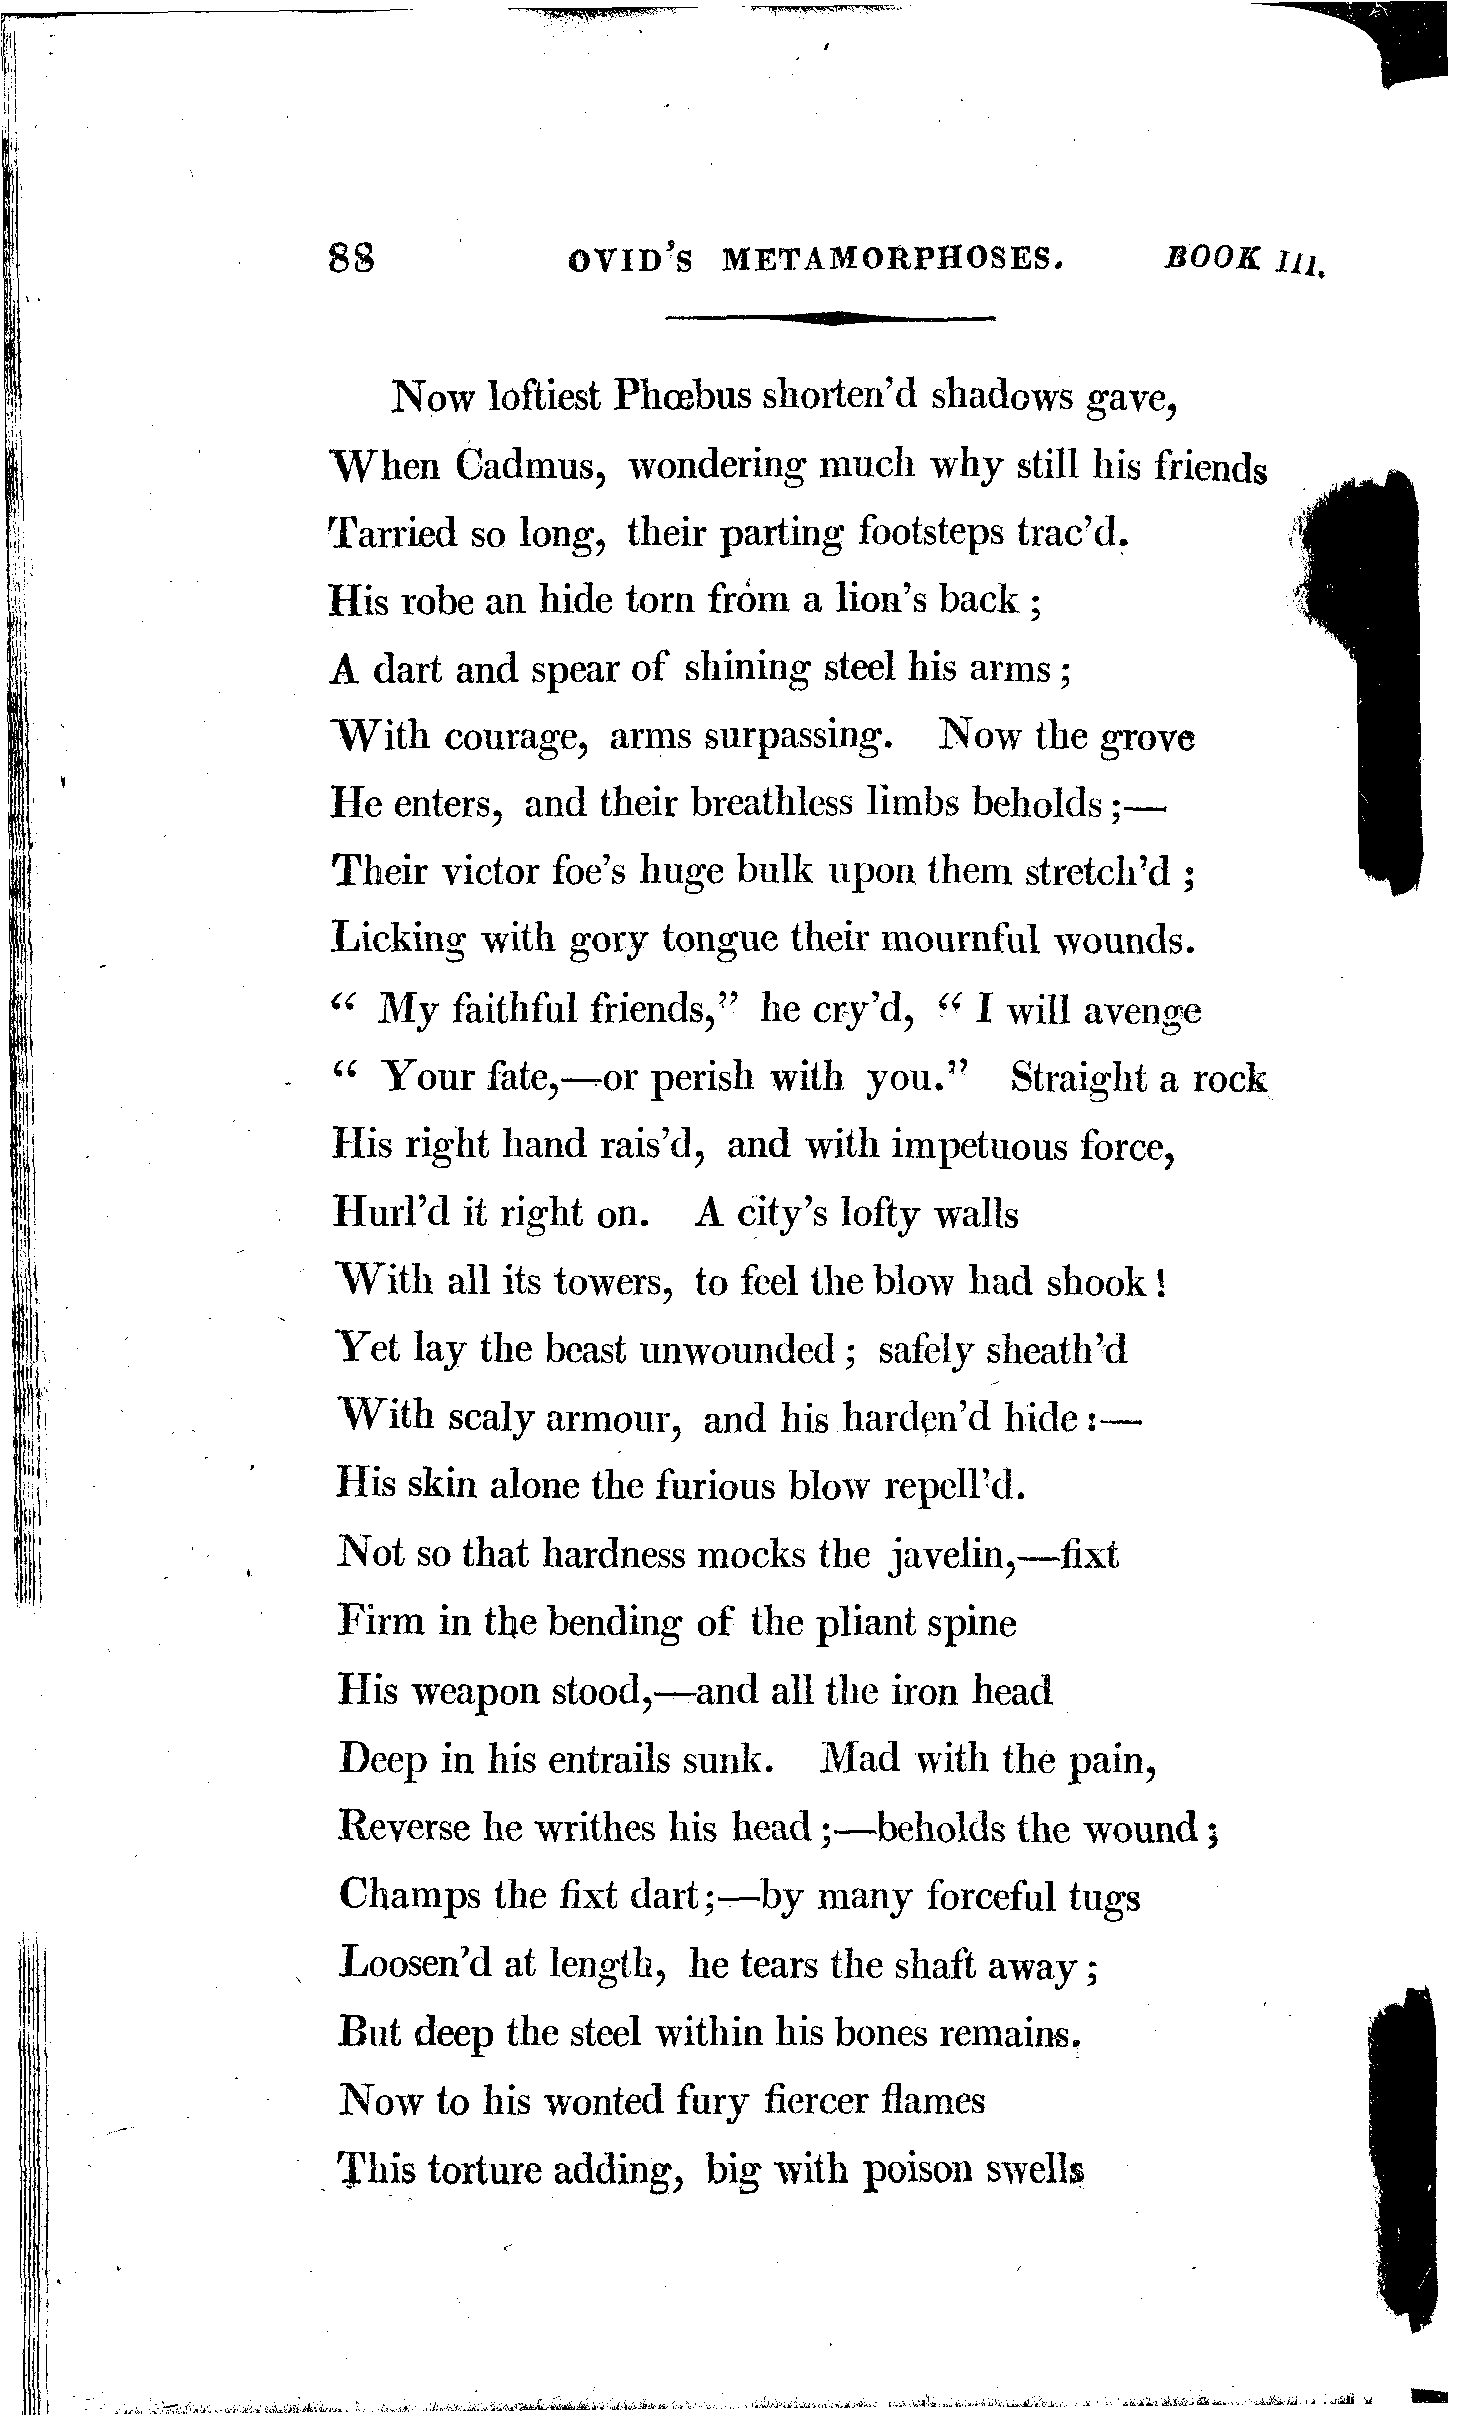 88 OVID'S METAMORPHOSES. BOOK III.
Now loftiest Phœbus shorten'd shadows gave,
When Cadmus, wondering much why still his friends
Tarried so long, their parting footsteps trac'd.
His robe an hide torn from a lion's back ;
A dart and spear of shining steel his arms ;
With courage, arms surpassing. Now the grove
He enters, and their breathless limbs beholds ;—
Their victor foe's huge bulk upon them stretch'd ;
Licking with gory tongue their mournful wounds.
“ My faithful friends,” he cry'd, “ I will avenge
“ Your fate,—or perish with you.” Straight a rock
His right hand rais'd, and with impetuous force,
Hurl'd it right on. A city's lofty walls
With all its towers, to feel the blow had shook !
Yet lay the beast unwounded ; safely sheath'd
With scaly armour, and his harden'd hide :—
His skin alone the furious blow repell'd.
Not so that hardness mocks the javelin,—fixt
Firm in the bending of the pliant spine
His weapon stood,—and all the iron head
Deep in his entrails sunk. Mad with the pain,
Reverse he writhes his head ;—beholds the wound ;
Champs the fixt dart ;—by many forceful tugs
Loosen'd at length, he tears the shaft away ;
But deep the steel within his bones remains.
Now to his wonted fury fiercer flames
This torture adding, big with poison swells